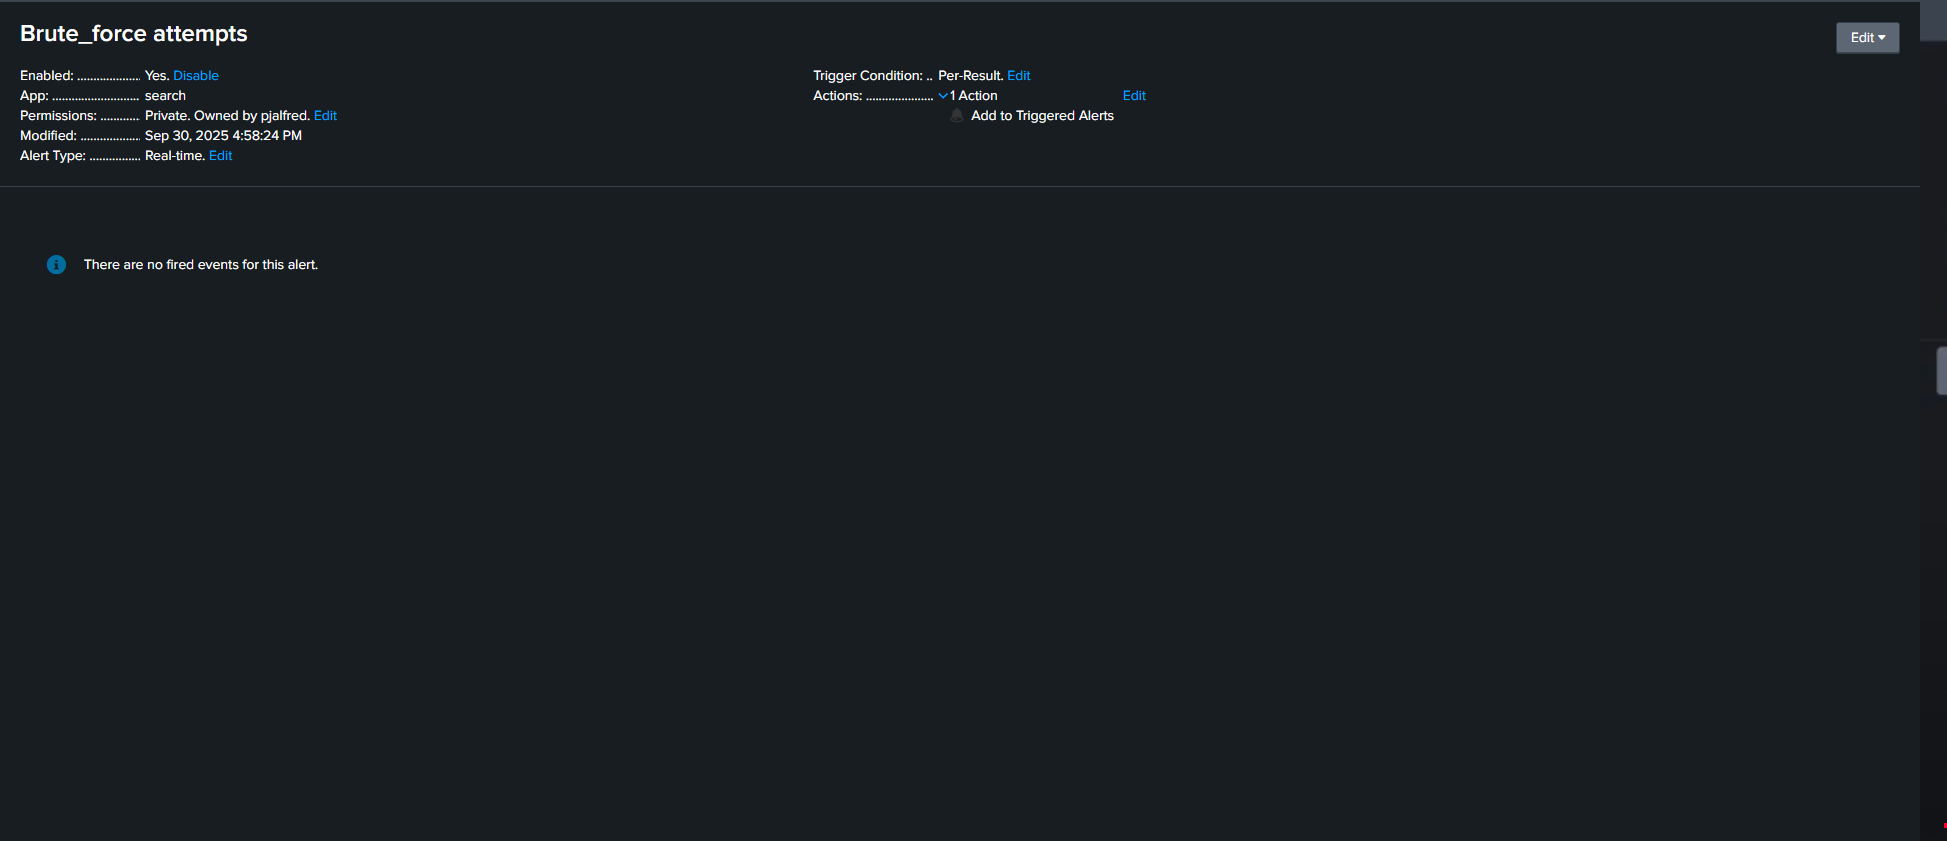 Brute_force attempts
Edit
Enabled: .................... Yes. Disable
App: ............................ search
Permissions: ............. Private. Owned by pjalfred. Edit
Modified: ................... Sep 30, 2025 4:58:24 PM
Alert Type: ................ Real-time. Edit
Trigger Condition: .. Per-Result. Edit
Actions: ...................... 1 Action Edit
Add to Triggered Alerts
There are no fired events for this alert.